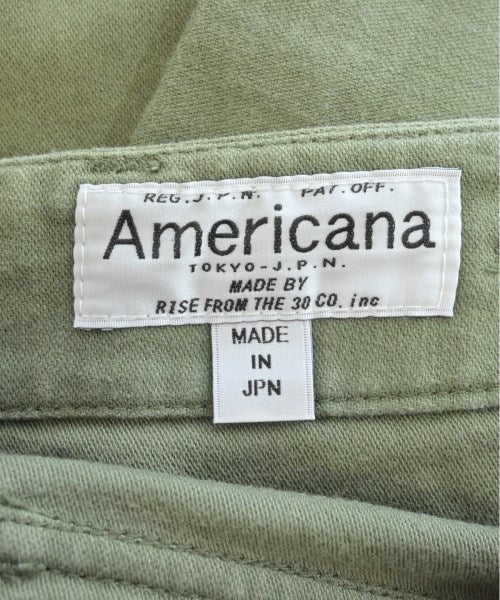 REG.J.P.N. PAT.OFF.
Americana
TOKYO-J.P.N.
MADE BY
RISE FROM THE 30 CO. inc
MADE
IN
JPN